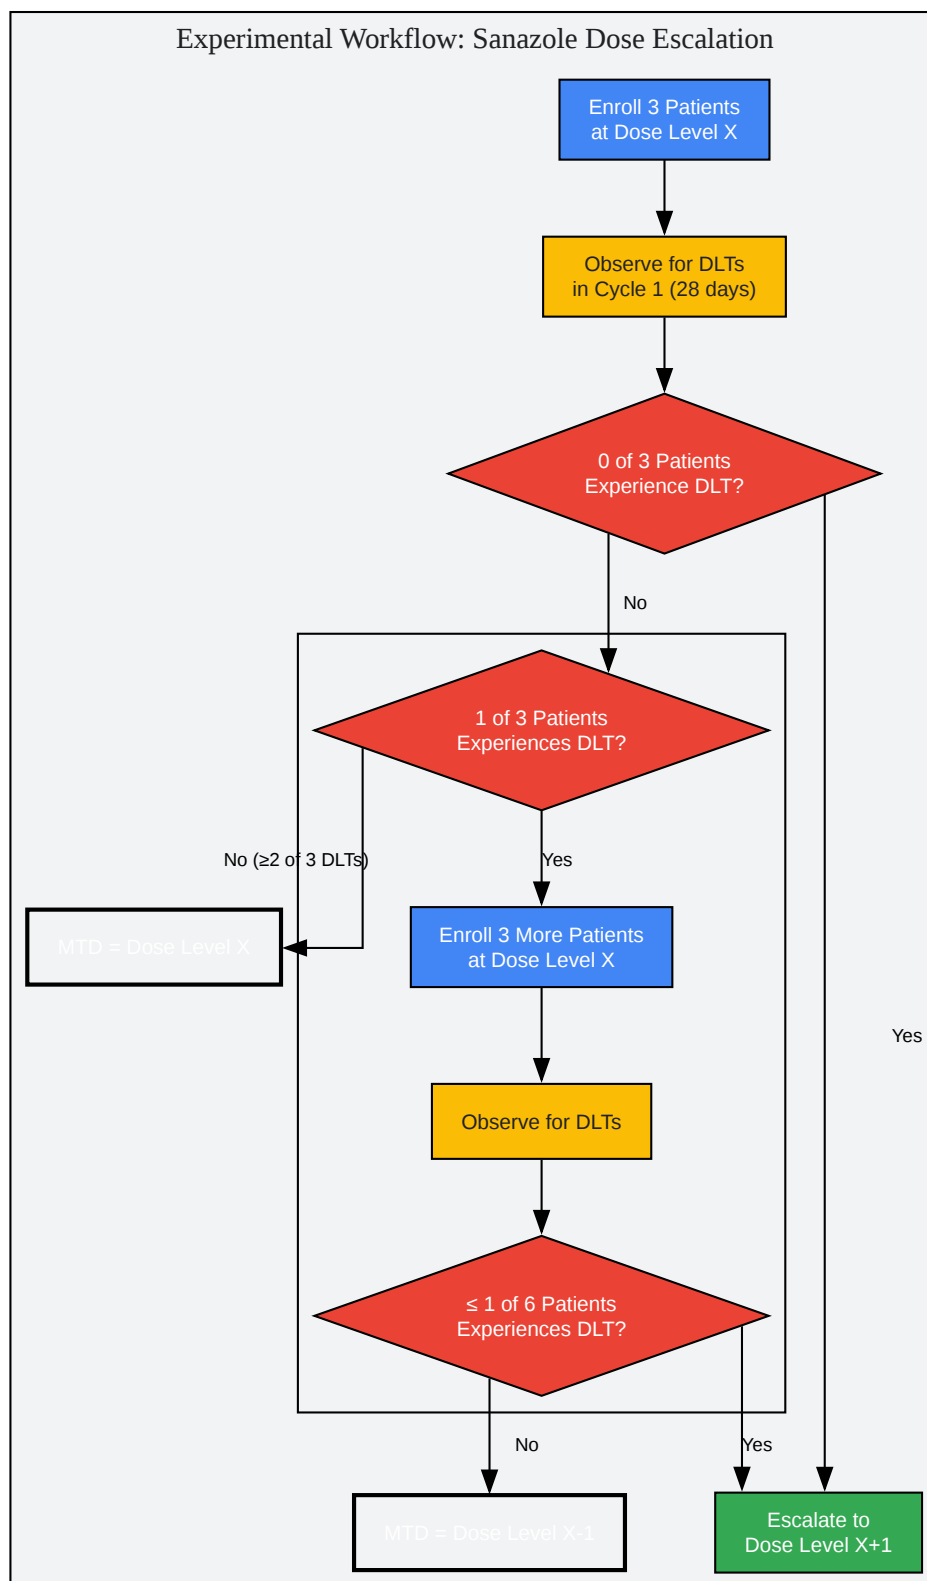 Experimental Workflow: Sanazole Dose Escalation
Enroll 3 Patients
at Dose Level X
Observe for DLTs
in Cycle 1 (28 days)
0 of 3 Patients
Experience DLT?
No
1 of 3 Patients
Experiences DLT?
No (≥2 of 3 DLTs)
Yes
MTD = Dose Level X
Enroll 3 More Patients
at Dose Level X
Yes
Observe for DLTs
≤ 1 of 6 Patients
Experiences DLT?
No
Yes
MTD = Dose Level X-1
Escalate to
Dose Level X+1